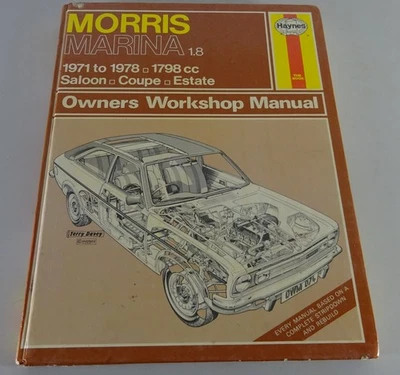 MORRIS
MARINA 1.8
1971 to 1978 □ 1798 cc
Saloon □ Coupe □ Estate
Haynes
Owners Workshop Manual
Terry Davey
EVERY MANUAL BASED ON A
COMPLETE STRIPDOWN
AND REBUILD